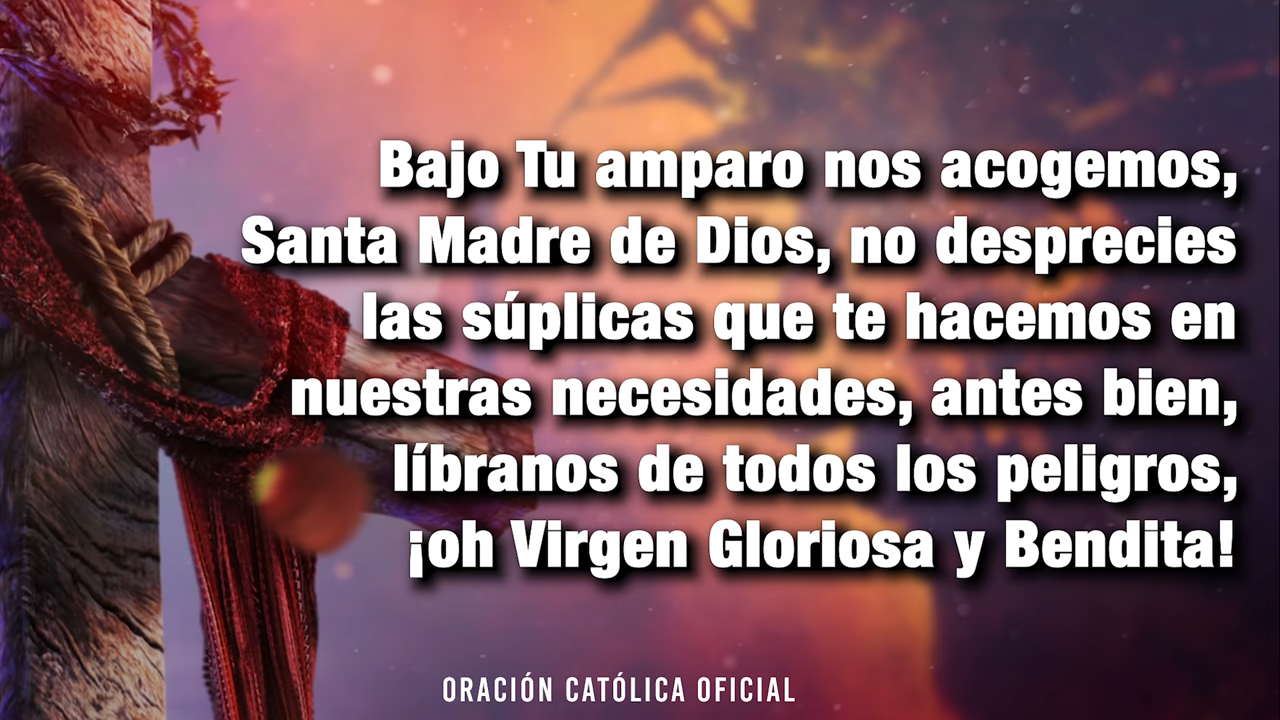 Bajo Tu amparo nos acogemos,
Santa Madre de Dios, no desprecies
las súplicas que te hacemos en
nuestras necesidades, antes bien,
líbranos de todos los peligros,
¡oh Virgen Gloriosa y Bendita!
ORACIÓN CATÓLICA OFICIAL